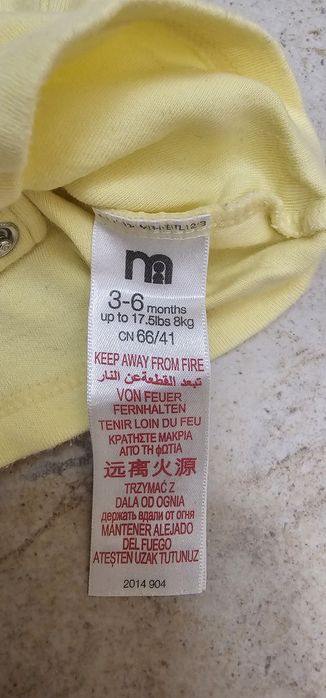 m
3-6 months
up to 17.5lbs 8kg
CN 66/41
KEEP AWAY FROM FIRE
تبعد القطعة عن النار
VON FEUER
FERNHALTEN
TENIR LOIN DU FEU
ΚΡΑΤΗΣΤΕ ΜΑΚΡΙΑ
ΑΠΟ ΤΗ ΦΩΤΙΑ
远离火源
TRZYMAĆ Z
DALA OD OGNIA
держать вдали от огня
MANTENER ALEJADO
DEL FUEGO
ATEŞTEN UZAK TUTUNUZ
2014 904